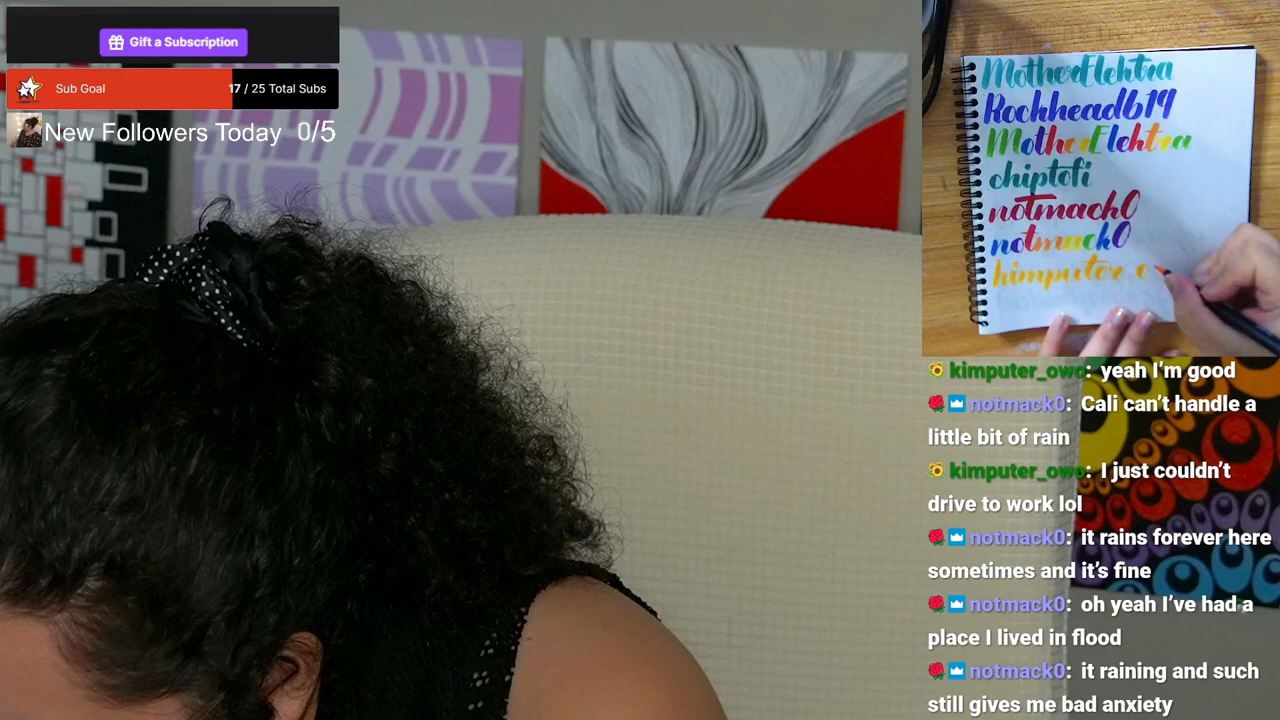 Gift a Subscription
Sub Goal
17 / 25 Total Subs
New Followers Today 0/5
MotherElektra
Rockhead619
MotherElektra
chiptofi
notmack0
notmack0
kimputer o
kimputer_owo: yeah I'm good
notmack0: Cali can't handle a
little bit of rain
kimputer_owo: I just couldn't
drive to work lol
notmack0: it rains forever here
sometimes and it's fine
notmack0: oh yeah I've had a
place I lived in flood
notmack0: it raining and such
still gives me bad anxiety